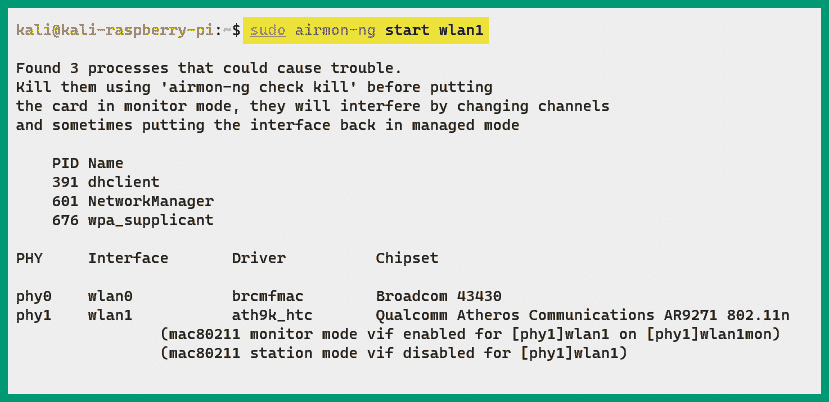 kali@kali-raspberry-pi:~$ sudo airmon-ng start wlan1
Found 3 processes that could cause trouble.
Kill them using 'airmon-ng check kill' before putting
the card in monitor mode, they will interfere by changing channels
and sometimes putting the interface back in managed mode
PID Name
391 dhclient
601 NetworkManager
676 wpa_supplicant
PHY Interface Driver Chipset
phy0 wlan0 brcmfmac Broadcom 43430
phy1 wlan1 ath9k_htc Qualcomm Atheros Communications AR9271 802.11n
(mac80211 monitor mode vif enabled for [phy1]wlan1 on [phy1]wlan1mon)
(mac80211 station mode vif disabled for [phy1]wlan1)